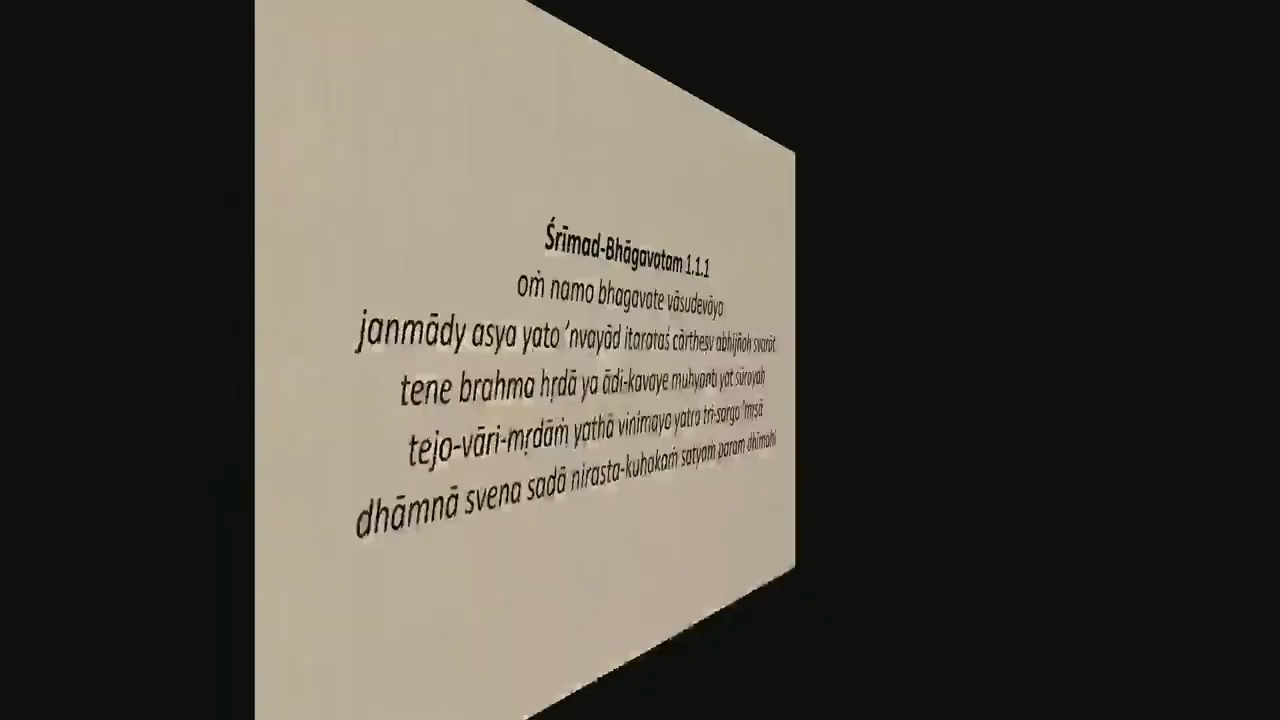 Śrīmad-Bhāgavatam 1.1.1
oṁ namo bhagavate vāsudevāya
janmādy asya yato ’nvayād itarataś cārtheṣv abhijñaḥ svarāṭ
tene brahma hṛdā ya ādi-kavaye muhyanti yat sūrayaḥ
tejo-vāri-mṛdāṁ yathā vinimayo yatra tri-sargo ’mṛṣā
dhāmnā svena sadā nirasta-kuhakaṁ satyaṁ paraṁ dhīmahi